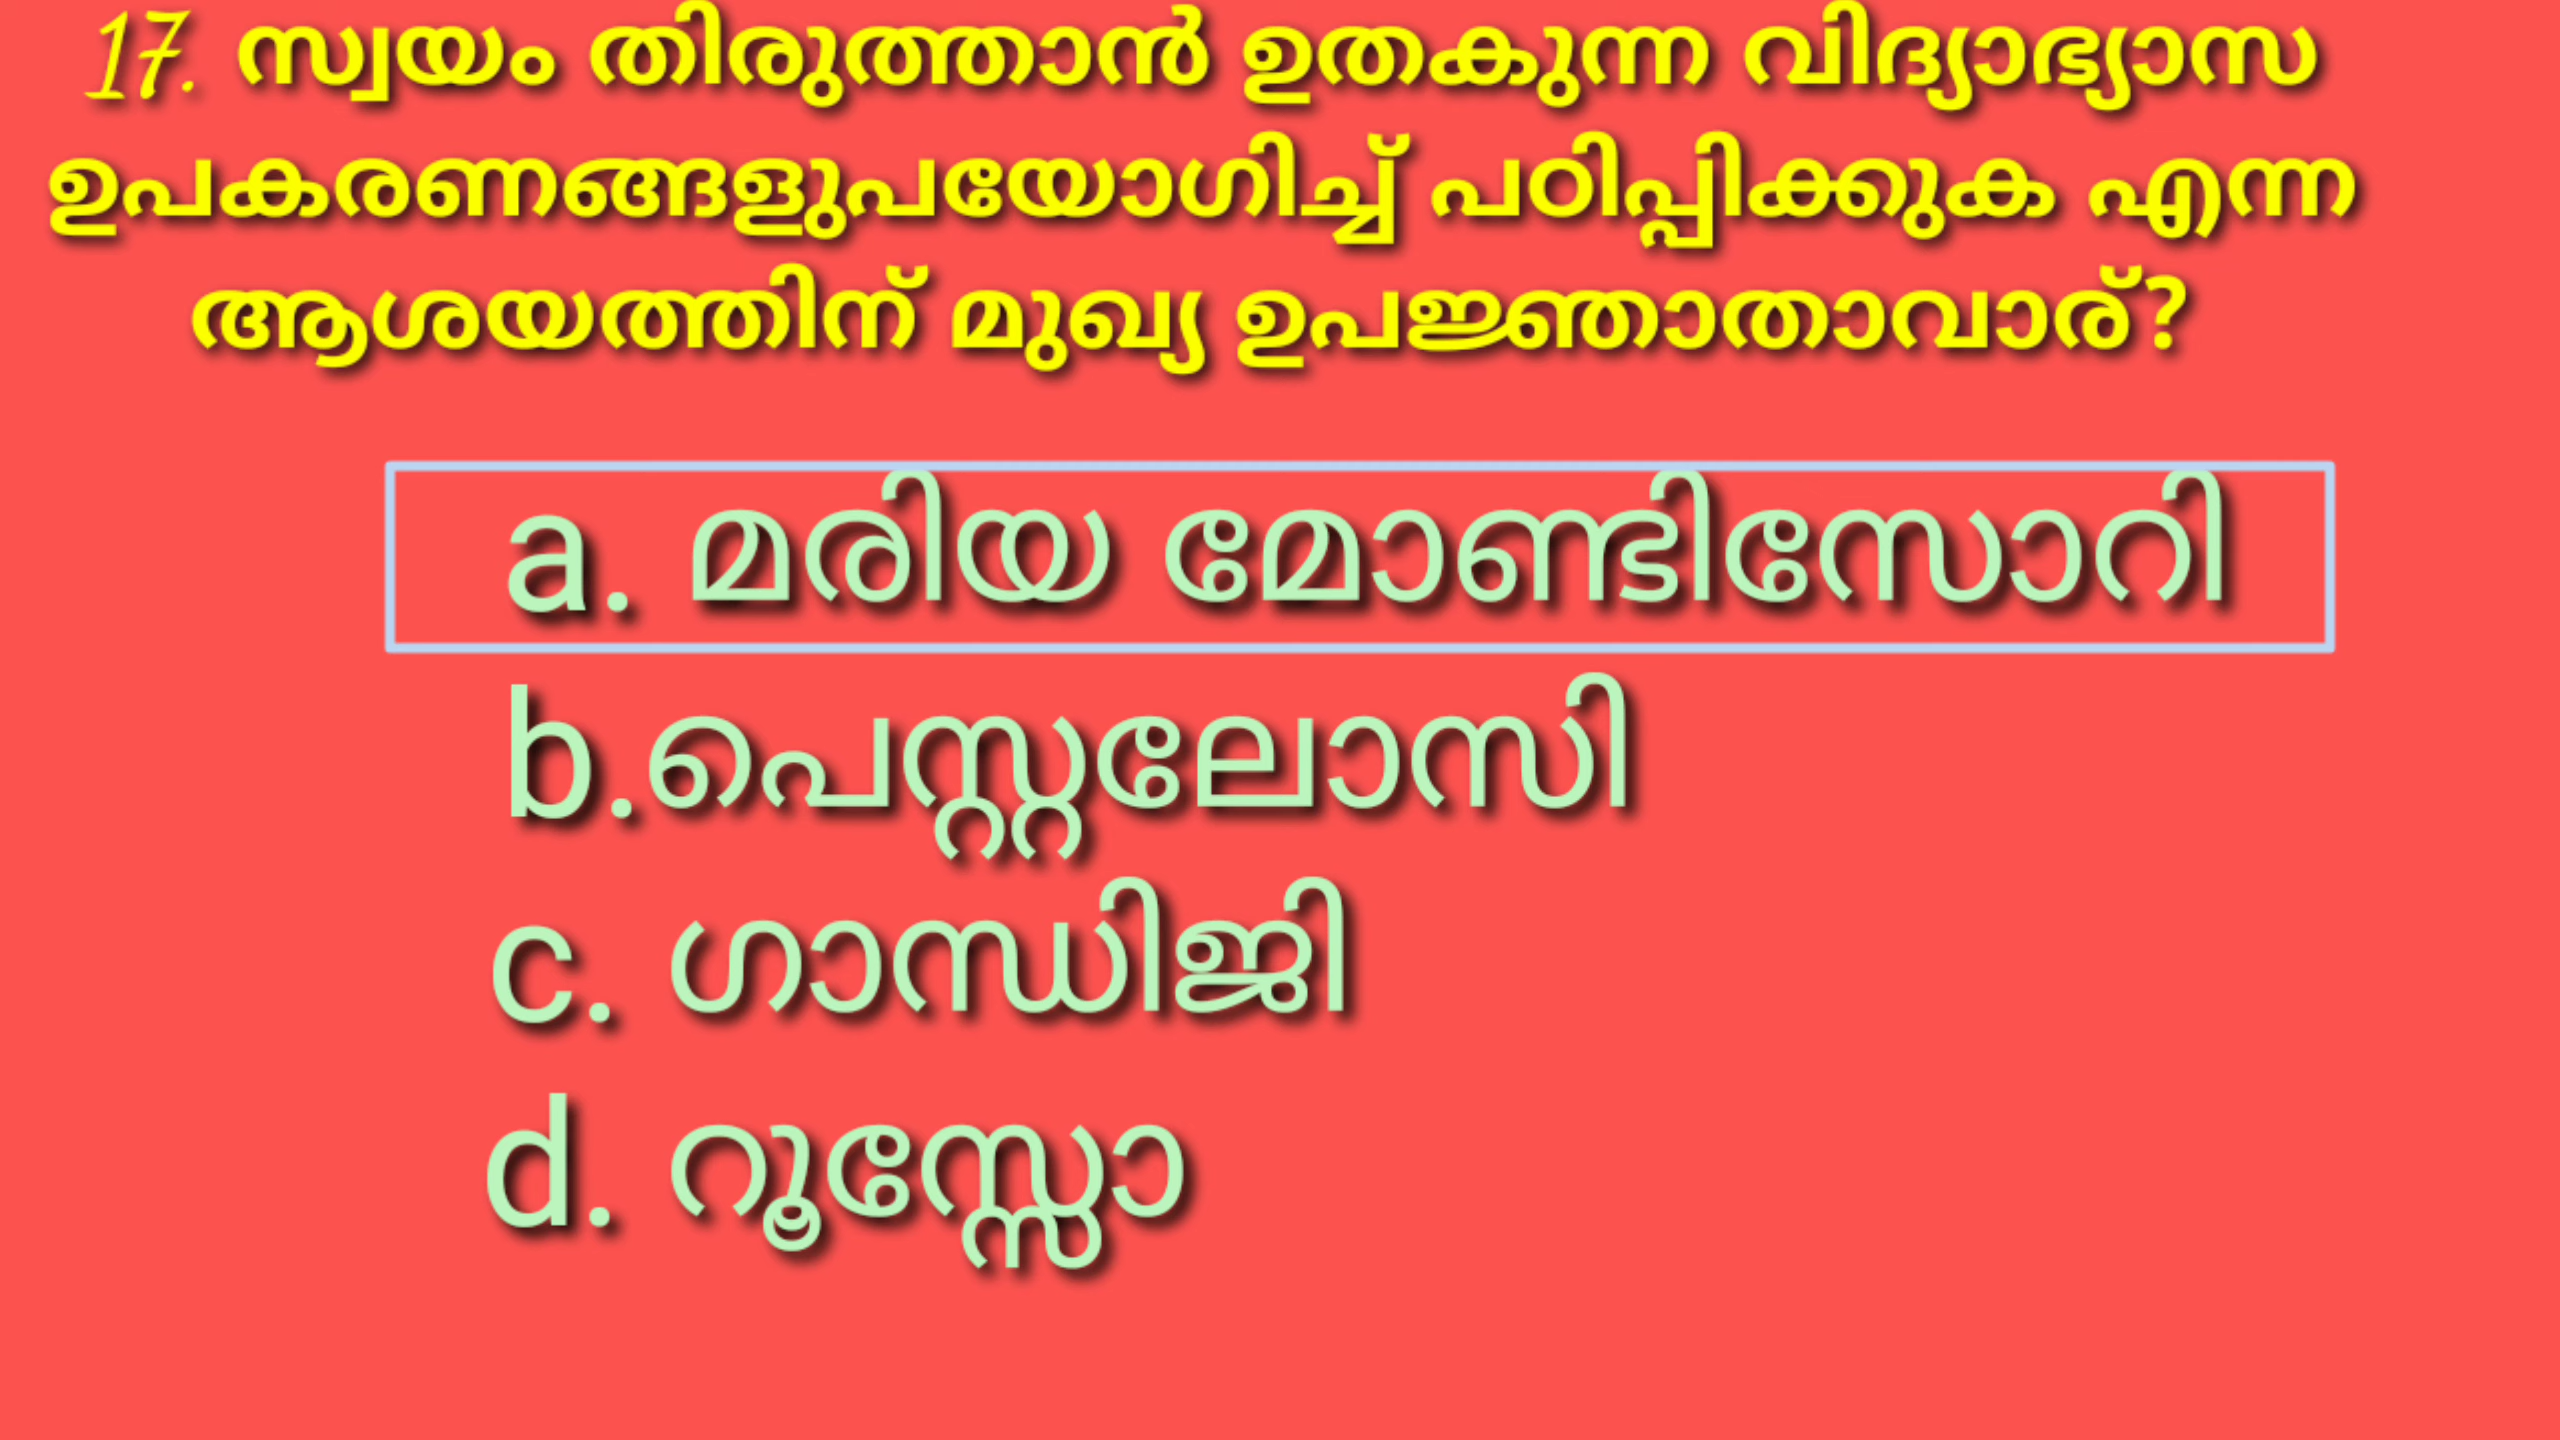 17. സ്വയം തിരുത്താൻ ഉതകുന്ന വിദ്യാഭ്യാസ
ഉപകരണങ്ങളുപയോഗിച്ച് പഠിപ്പിക്കുക എന്ന
ആശയത്തിന് മുഖ്യ ഉപജ്ഞാതാവാര്?
a. മരിയ മോണ്ടിസോറി
b.പെസ്റ്റലോസി
c. ഗാന്ധിജി
d. റൂസ്സോ